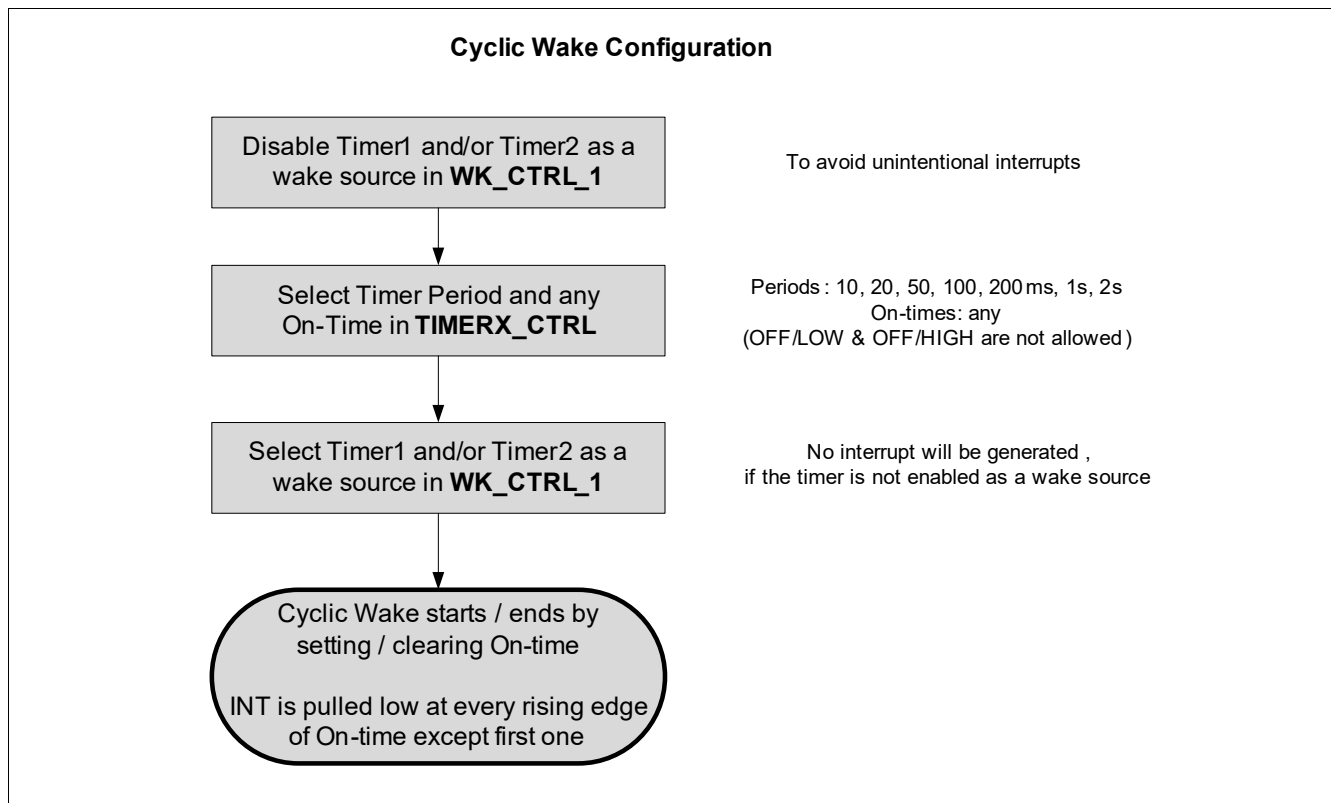 Cyclic Wake Configuration
Disable Timer1 and/or Timer2 as a
wake source in WK_CTRL_1
To avoid unintentional interrupts
Select Timer Period and any
On-Time in TIMERX_CTRL
Periods : 10, 20, 50, 100, 200 ms, 1s, 2s
On-times: any
(OFF/LOW & OFF/HIGH are not allowed )
Select Timer1 and/or Timer2 as a
wake source in WK_CTRL_1
No interrupt will be generated ,
if the timer is not enabled as a wake source
Cyclic Wake starts / ends by
setting / clearing On-time
INT is pulled low at every rising edge
of On-time except first one